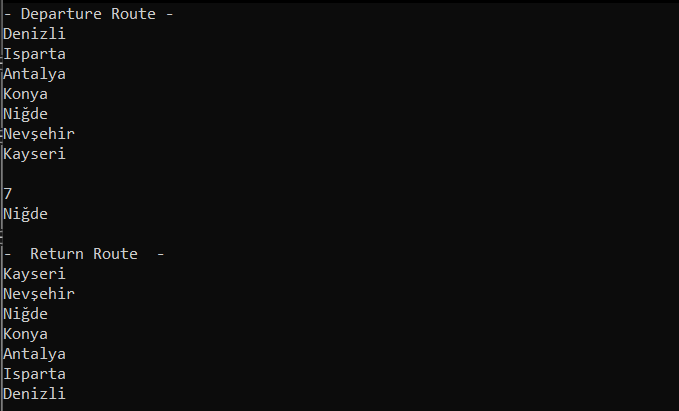 - Departure Route -
Denizli
Isparta
Antalya
Konya
Niğde
Nevşehir
Kayseri
7
Niğde
-  Return Route  -
Kayseri
Nevşehir
Niğde
Konya
Antalya
Isparta
Denizli